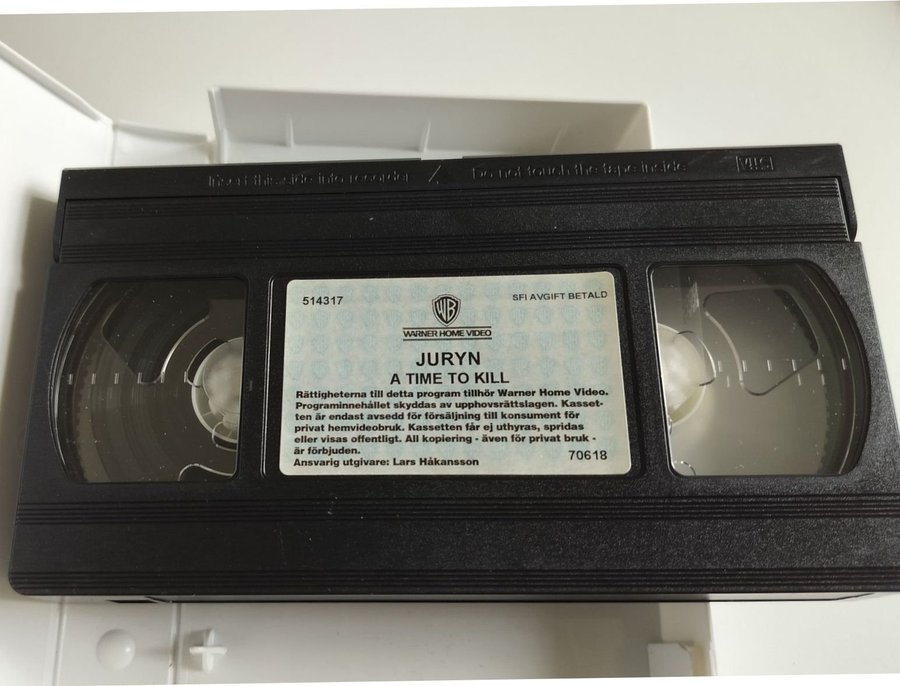 Insert this side into recorder / Do not touch the tape inside VHS
514317 SFI AVGIFT BETALD
WB
WARNER HOME VIDEO
JURYN
A TIME TO KILL
Rättigheterna till detta program tillhör Warner Home Video.
Programinnehållet skyddas av upphovsrättslagen. Kasset-
ten är endast avsedd för försäljning till konsument för
privat hemvideobruk. Kassetten får ej uthyras, spridas
eller visas offentligt. All kopiering - även för privat bruk -
är förbjuden.
Ansvarig utgivare: Lars Håkansson 70618